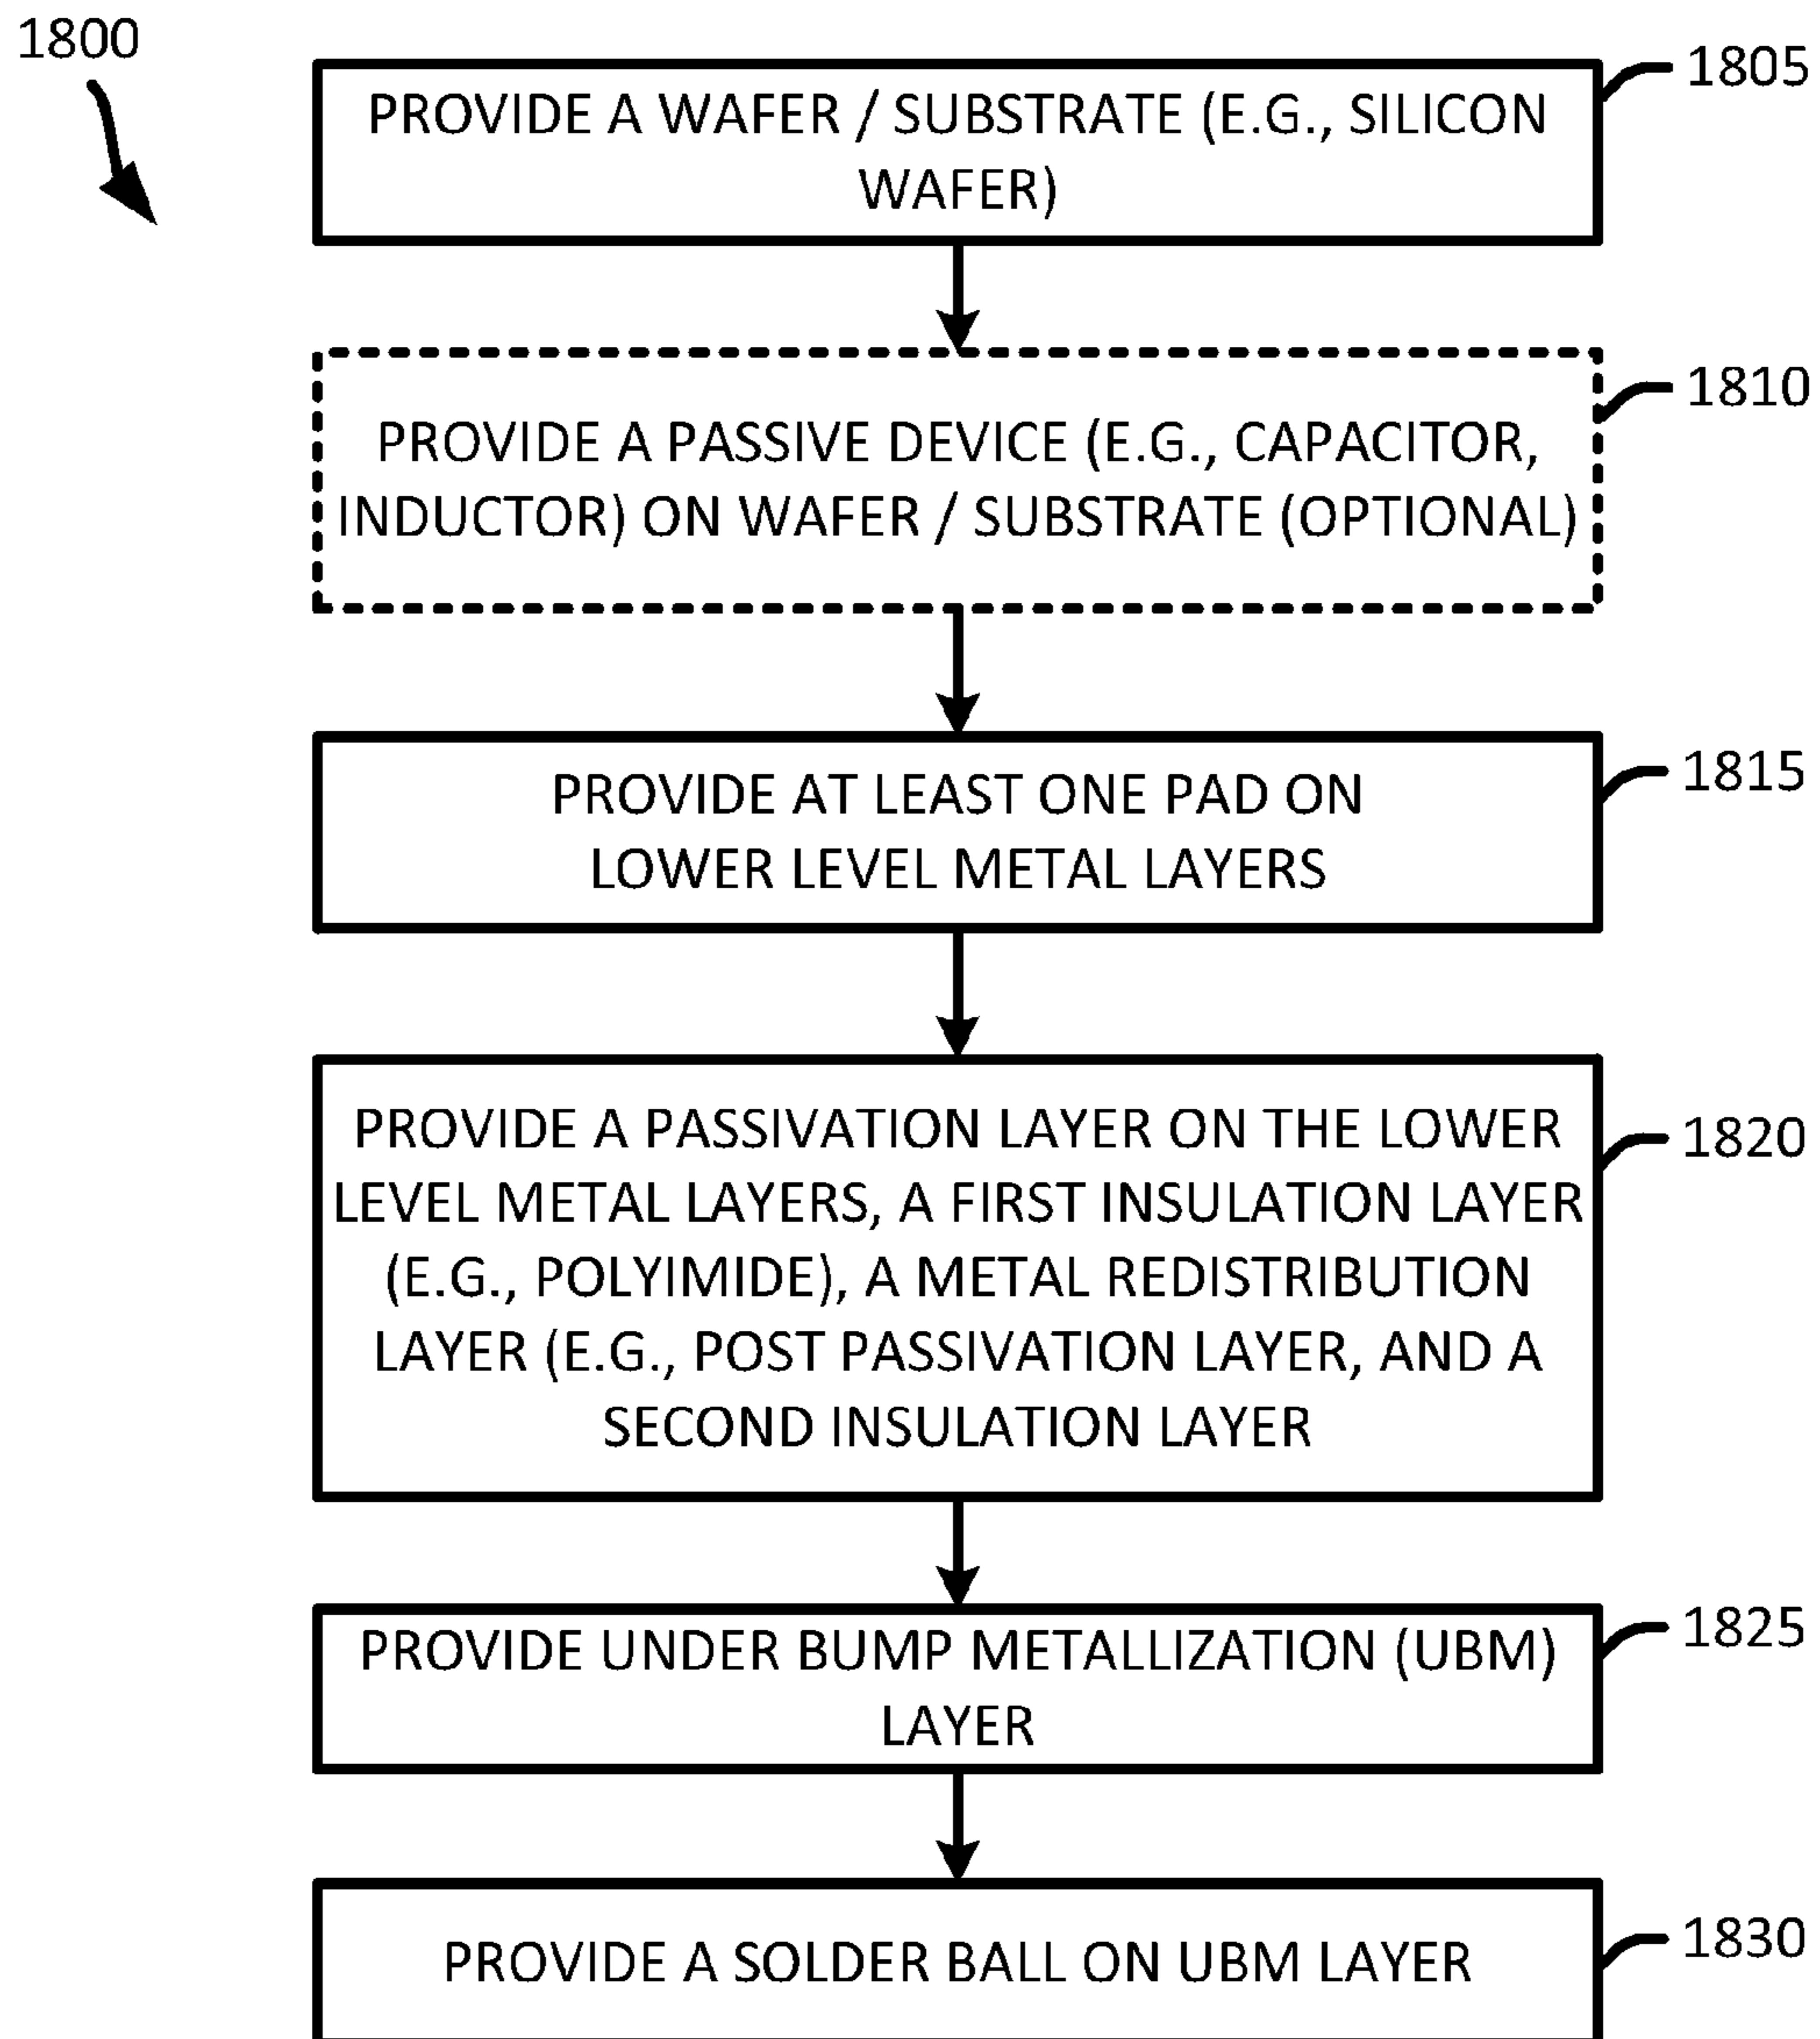 1800
1805
PROVIDE A WAFER / SUBSTRATE (E.G., SILICON
WAFER)
1810
PROVIDE A PASSIVE DEVICE (E.G., CAPACITOR,
INDUCTOR) ON WAFER / SUBSTRATE (OPTIONAL)
1815
PROVIDE AT LEAST ONE PAD ON
LOWER LEVEL METAL LAYERS
1820
PROVIDE A PASSIVATION LAYER ON THE LOWER
LEVEL METAL LAYERS, A FIRST INSULATION LAYER
(E.G., POLYIMIDE), A METAL REDISTRIBUTION
LAYER (E.G., POST PASSIVATION LAYER, AND A
SECOND INSULATION LAYER
1825
PROVIDE UNDER BUMP METALLIZATION (UBM)
LAYER
1830
PROVIDE A SOLDER BALL ON UBM LAYER